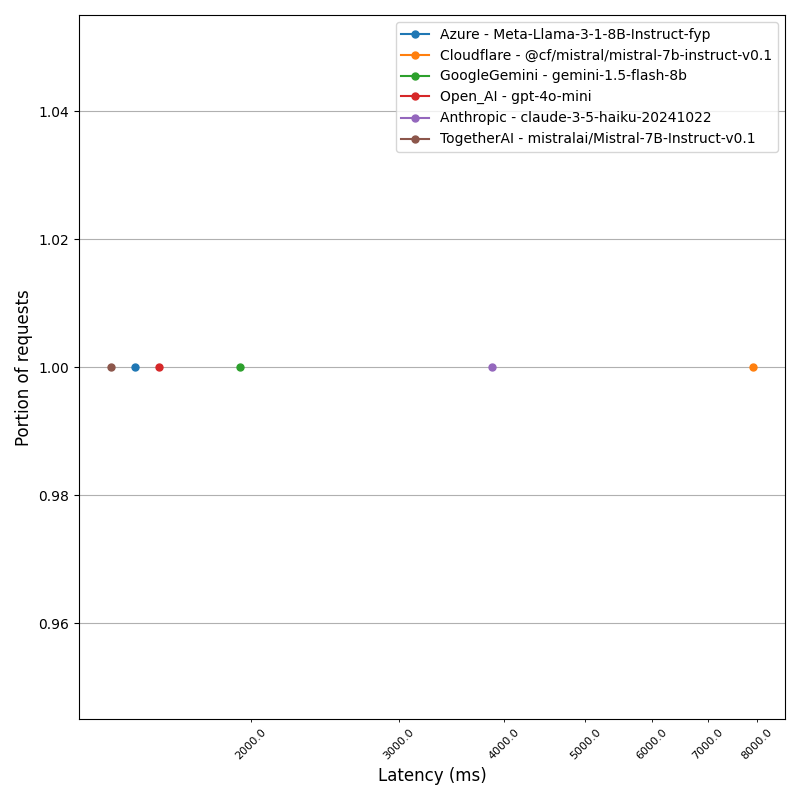 Azure - Meta-Llama-3-1-8B-Instruct-fyp
Cloudflare - @cf/mistral/mistral-7b-instruct-v0.1
GoogleGemini - gemini-1.5-flash-8b
Open_AI - gpt-4o-mini
Anthropic - claude-3-5-haiku-20241022
TogetherAI - mistralai/Mistral-7B-Instruct-v0.1
1.04
1.02
1.00
0.98
0.96
Portion of requests
2000.0
3000.0
4000.0
5000.0
6000.0
7000.0
8000.0
Latency (ms)